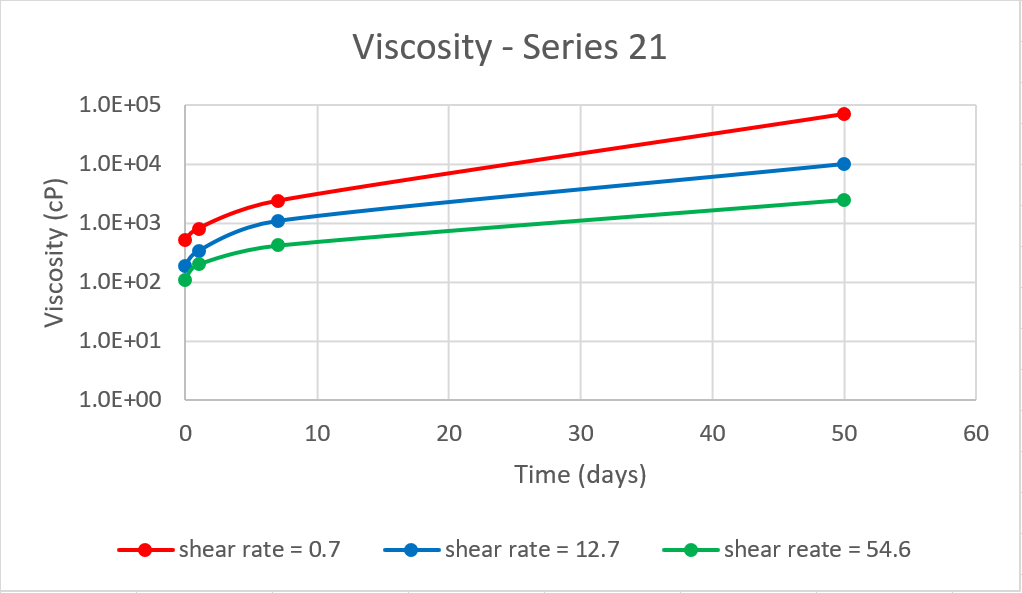 Viscosity - Series 21
1.0E+05
1.0E+04
1.0E+03
1.0E+02
1.0E+01
1.0E+00
Viscosity (cP)
0 10 20 30 40 50 60
Time (days)
shear rate = 0.7 shear rate = 12.7 shear reate = 54.6